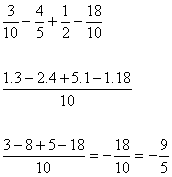 3/10 − 4/5 + 1/2 − 18/10
(1.3 − 2.4 + 5.1 − 1.18)/10
(3 − 8 + 5 − 18)/10 = −18/10 = −9/5